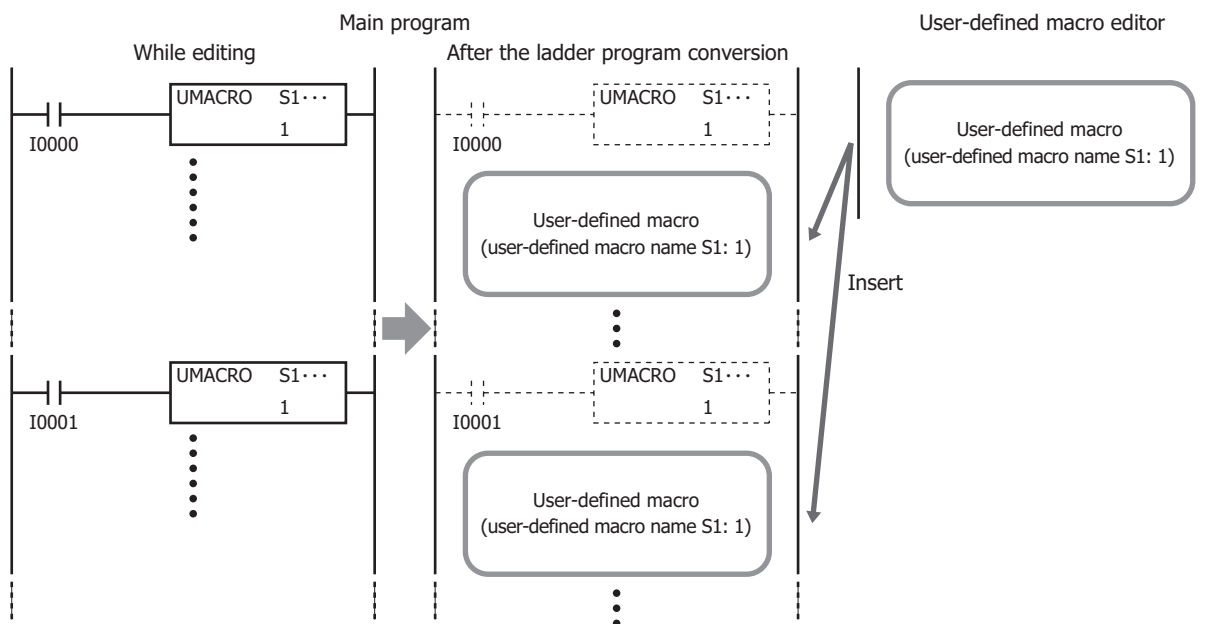 Main program
User-defined macro editor
While editing
After the ladder program conversion
UMACRO S1···
1
I0000
UMACRO S1···
1
I0000
User-defined macro
(user-defined macro name S1: 1)
User-defined macro
(user-defined macro name S1: 1)
Insert
UMACRO S1···
1
I0001
UMACRO S1···
1
I0001
User-defined macro
(user-defined macro name S1: 1)